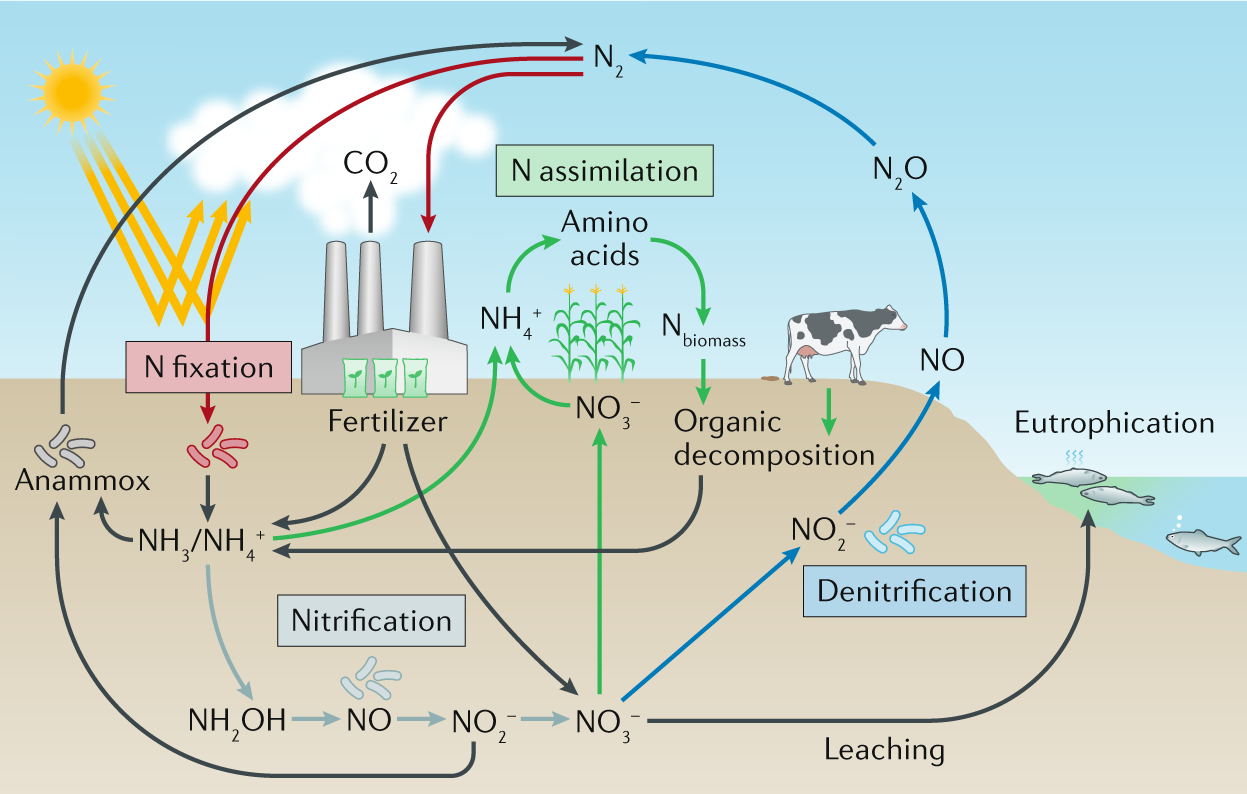 N₂
CO₂
N assimilation
N₂O
Amino
acids
NH₄⁺
N biomass
NO
N fixation
Fertilizer
NO₃⁻
Organic
decomposition
Eutrophication
Anammox
NH₃/NH₄⁺
NO₂⁻
Denitrification
Nitrification
NH₂OH
NO
NO₂⁻
NO₃⁻
Leaching